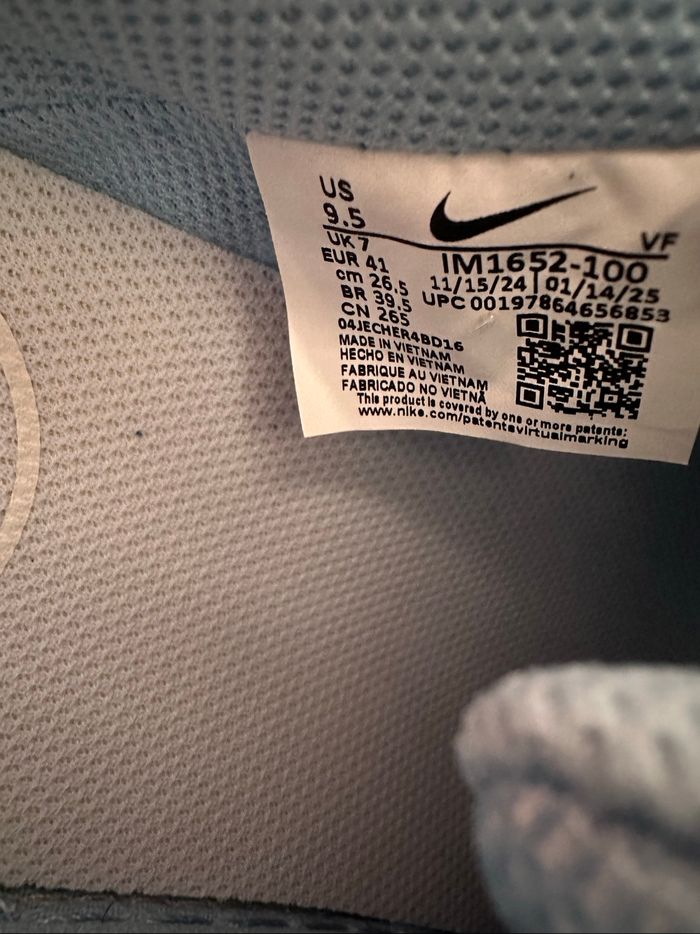 US
9.5
UK 7
EUR 41
cm 26.5
BR 39.5
CN 265
VF
IM1652-100
11/15/24 | 01/14/25
UPC 00197864656853
04JECHER4BD16
MADE IN VIETNAM
HECHO EN VIETNAM
FABRIQUE AU VIETNAM
FABRICADO NO VIETNÃ
This product is covered by one or more patents:
www.nike.com/patentsvirtualmarking